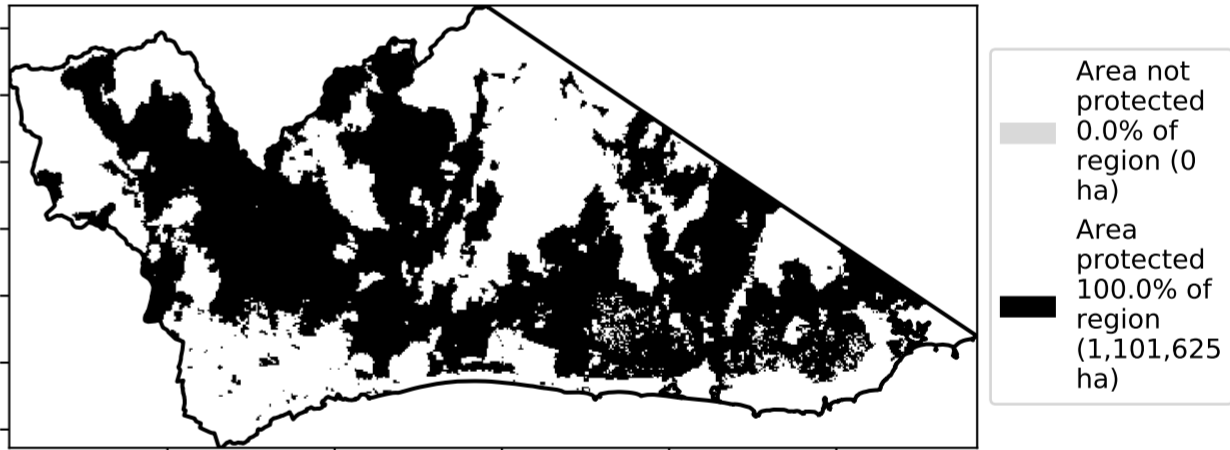 Area not
protected
0.0% of
region (0
ha)
Area
protected
100.0% of
region
(1,101,625
ha)